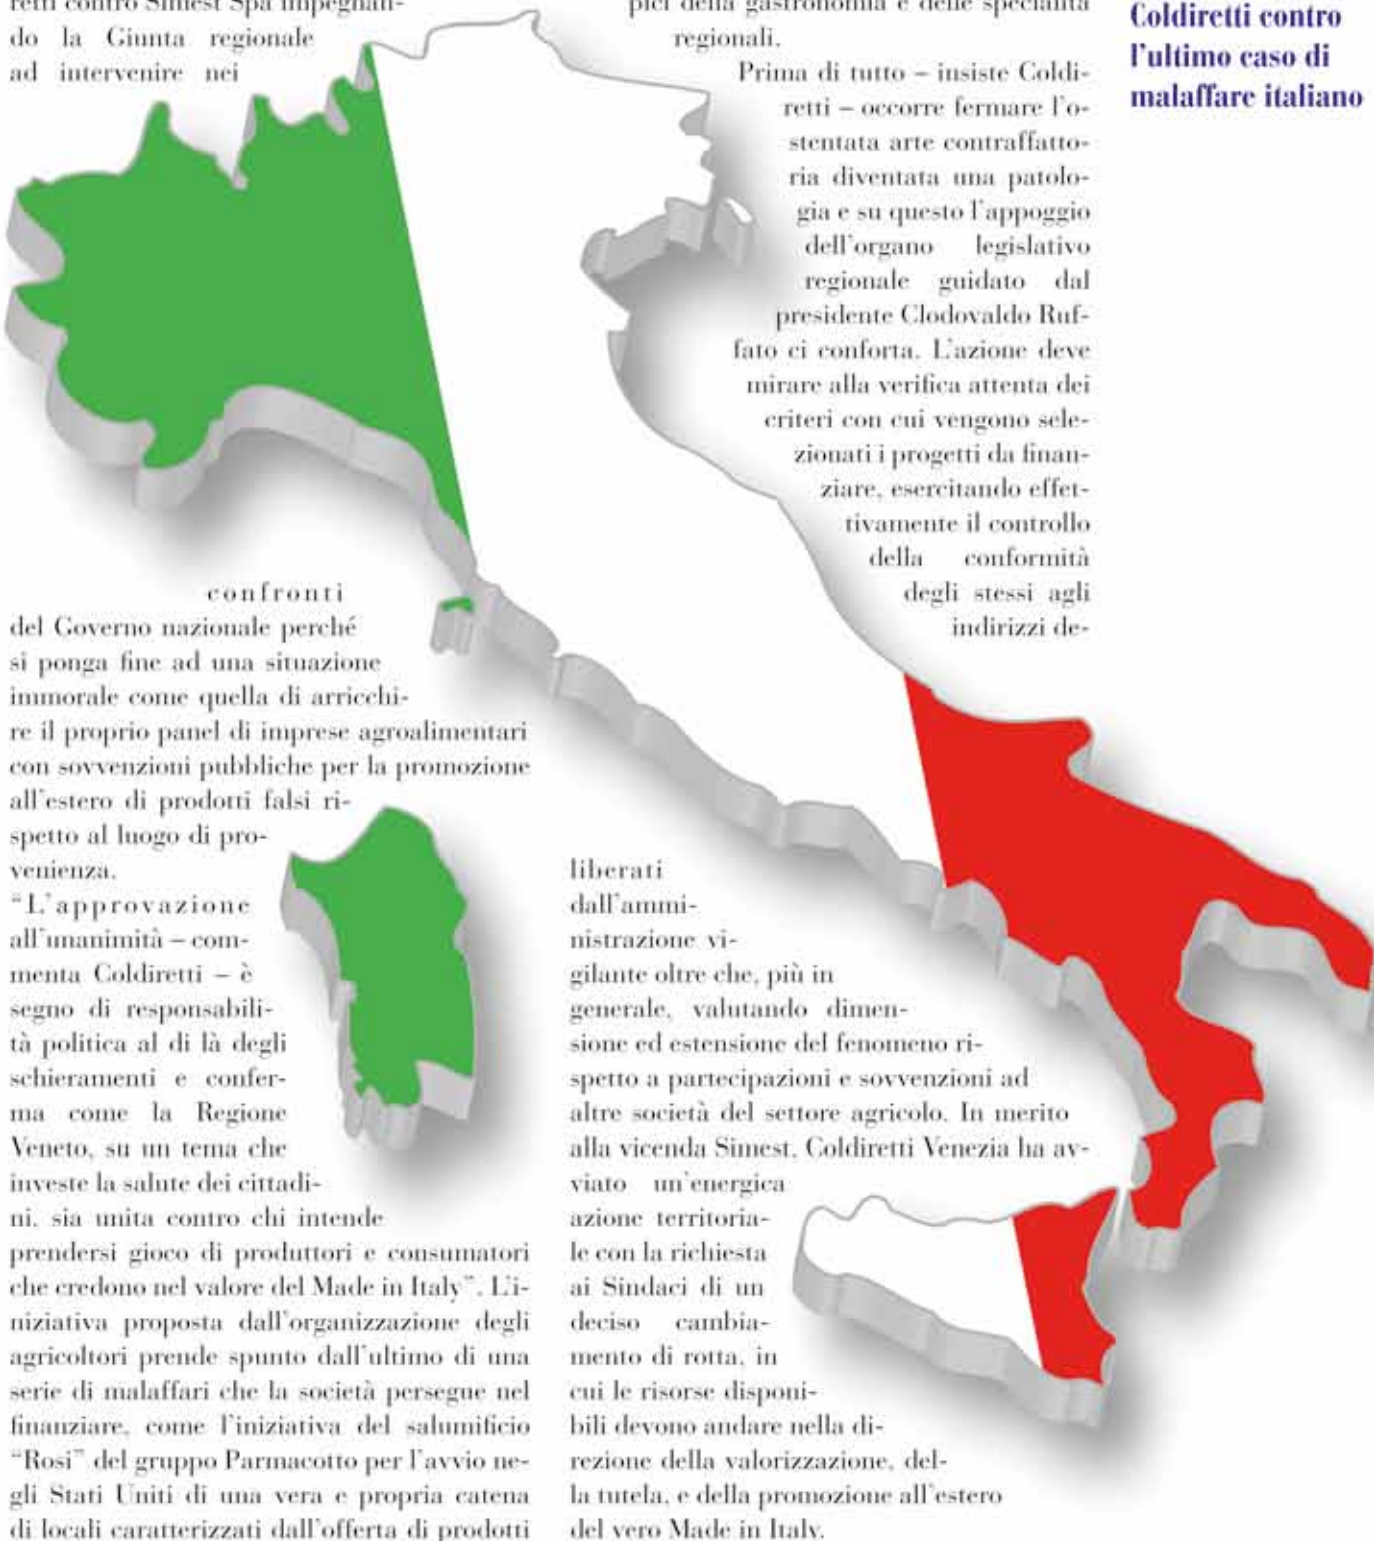 retti contro Simest Spa impegnan-
do la Giunta regionale
ad intervenire nei
confronti
del Governo nazionale perché
si ponga fine ad una situazione
immorale come quella di arricchi-
re il proprio panel di imprese agroalimentari
con sovvenzioni pubbliche per la promozione
all'estero di prodotti falsi ri-
spetto al luogo di pro-
venienza.
“L'approvazione
all'unanimità – com-
menta Coldiretti – è
segno di responsabili-
tà politica al di là degli
schieramenti e confer-
ma come la Regione
Veneto, su un tema che
investe la salute dei cittadi-
ni, sia unita contro chi intende
prendersi gioco di produttori e consumatori
che credono nel valore del Made in Italy”. L'i-
niziativa proposta dall'organizzazione degli
agricoltori prende spunto dall'ultimo di una
serie di malaffari che la società persegue nel
finanziare, come l'iniziativa del salumificio
“Rosi” del gruppo Parmacotto per l'avvio ne-
gli Stati Uniti di una vera e propria catena
di locali caratterizzati dall'offerta di prodotti
pici della gastronomia e delle specialità
regionali.
Prima di tutto – insiste Coldi-
retti – occorre fermare l'o-
stentata arte contraffatto-
ria diventata una patolo-
gia e su questo l'appoggio
dell'organo legislativo
regionale guidato dal
presidente Clodovaldo Ruf-
fato ci conforta. L'azione deve
mirare alla verifica attenta dei
criteri con cui vengono sele-
zionati i progetti da finan-
ziare, esercitando effet-
tivamente il controllo
della conformità
degli stessi agli
indirizzi de-
liberati
dall'ammi-
nistrazione vi-
gilante oltre che, più in
generale, valutando dimen-
sione ed estensione del fenomeno ri-
spetto a partecipazioni e sovvenzioni ad
altre società del settore agricolo. In merito
alla vicenda Simest, Coldiretti Venezia ha av-
viato un'energica
azione territoria-
le con la richiesta
ai Sindaci di un
deciso cambia-
mento di rotta, in
cui le risorse disponi-
bili devono andare nella di-
rezione della valorizzazione, del-
la tutela, e della promozione all'estero
del vero Made in Italy.
Coldiretti contro
l'ultimo caso di
malaffare italiano